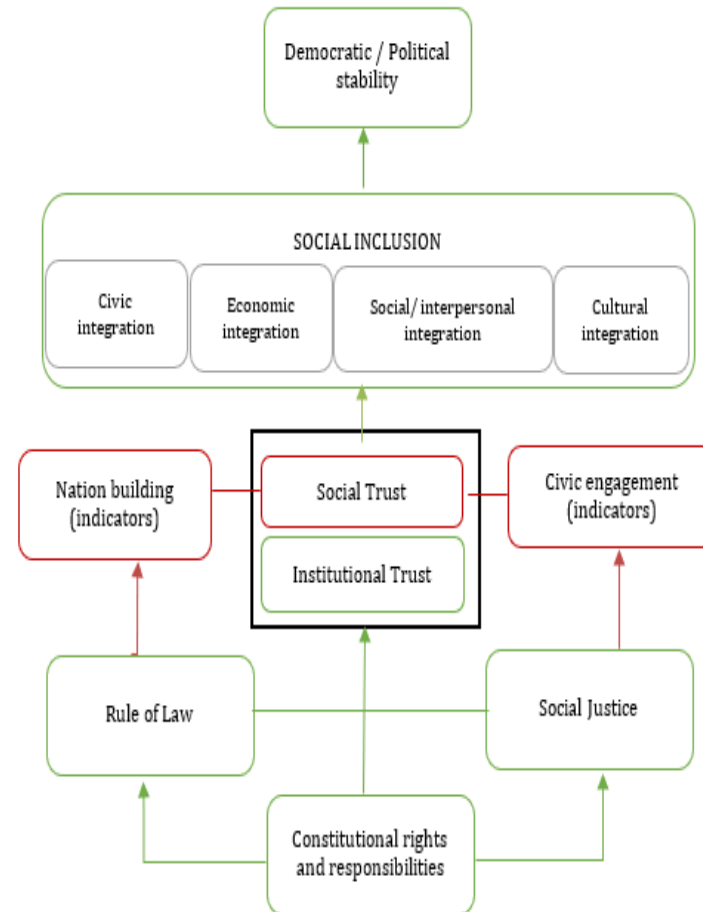 Democratic / Political
stability
SOCIAL INCLUSION
Civic
integration
Economic
integration
Social/ interpersonal
integration
Cultural
integration
Nation building
(indicators)
Social Trust
Civic engagement
(indicators)
Institutional Trust
Rule of Law
Social Justice
Constitutional rights
and responsibilities